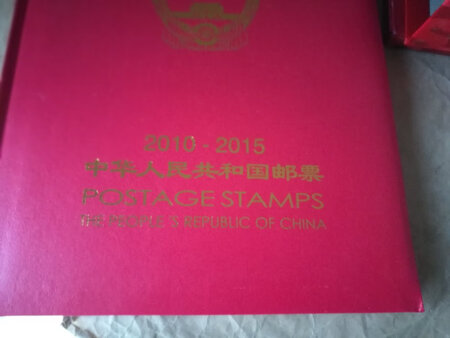 2010-2015
中华人民共和国邮票
POSTAGE STAMPS
THE PEOPLE'S REPUBLIC OF CHINA